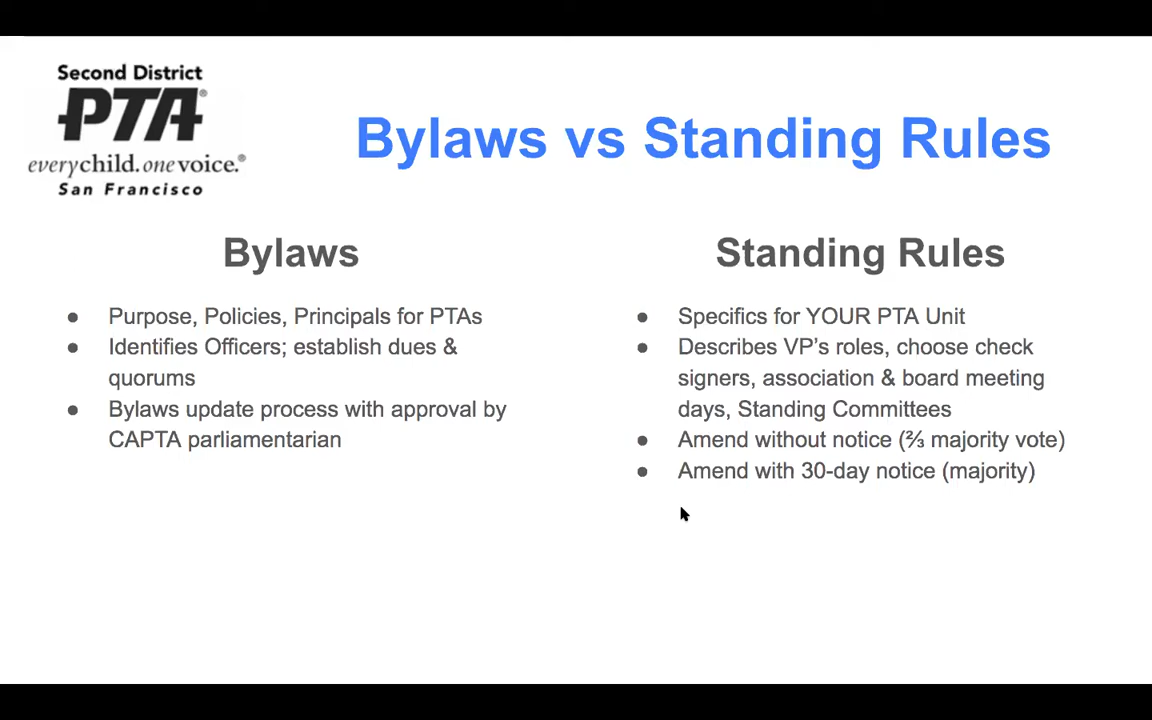 Second District
PTA®
everychild.onevoice.®
San Francisco
Bylaws vs Standing Rules
Bylaws
● Purpose, Policies, Principals for PTAs
● Identifies Officers; establish dues &
quorums
● Bylaws update process with approval by
CAPTA parliamentarian
Standing Rules
● Specifics for YOUR PTA Unit
● Describes VP's roles, choose check
signers, association & board meeting
days, Standing Committees
● Amend without notice (⅔ majority vote)
● Amend with 30-day notice (majority)